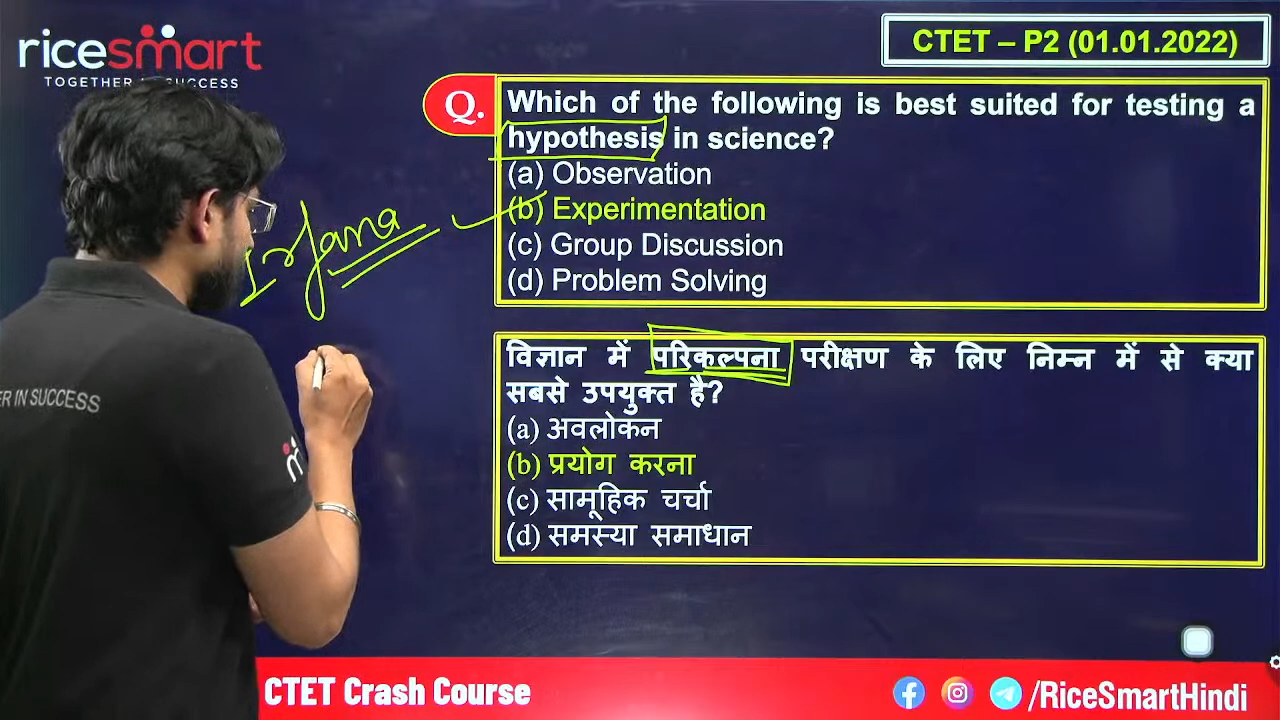 ricesmart
TOGETHER IN SUCCESS
CTET – P2 (01.01.2022)
Q. Which of the following is best suited for testing a
hypothesis in science?
(a) Observation
(b) Experimentation
(c) Group Discussion
(d) Problem Solving
Irfana
विज्ञान में परिकल्पना परीक्षण के लिए निम्न में से क्या
सबसे उपयुक्त है?
(a) अवलोकन
(b) प्रयोग करना
(c) सामूहिक चर्चा
(d) समस्या समाधान
ER IN SUCCESS
CTET Crash Course
/RiceSmartHindi